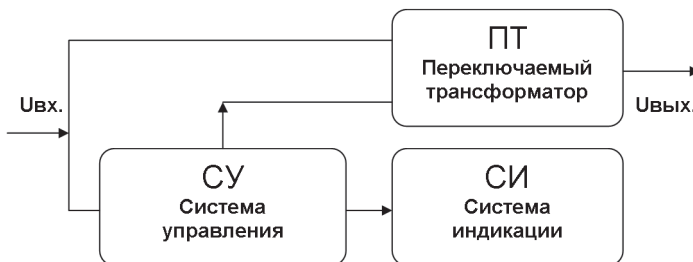 ПТ
Переключаемый
трансформатор
Uвх.
Uвых.
СУ
Система
управления
СИ
Система
индикации